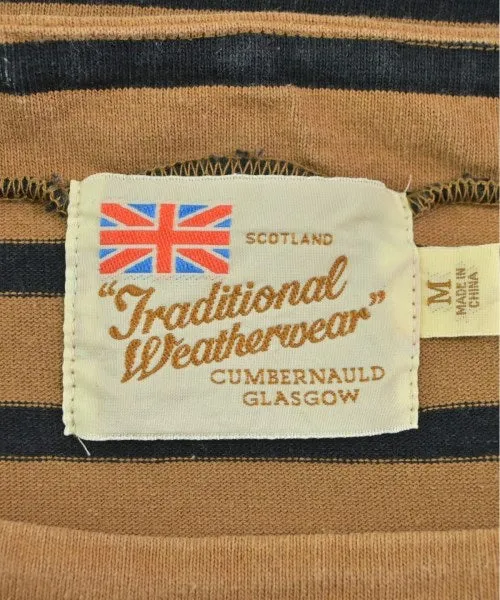 SCOTLAND
"Traditional
Weatherwear"
CUMBERNAULD
GLASGOW
M
MADE IN
CHINA